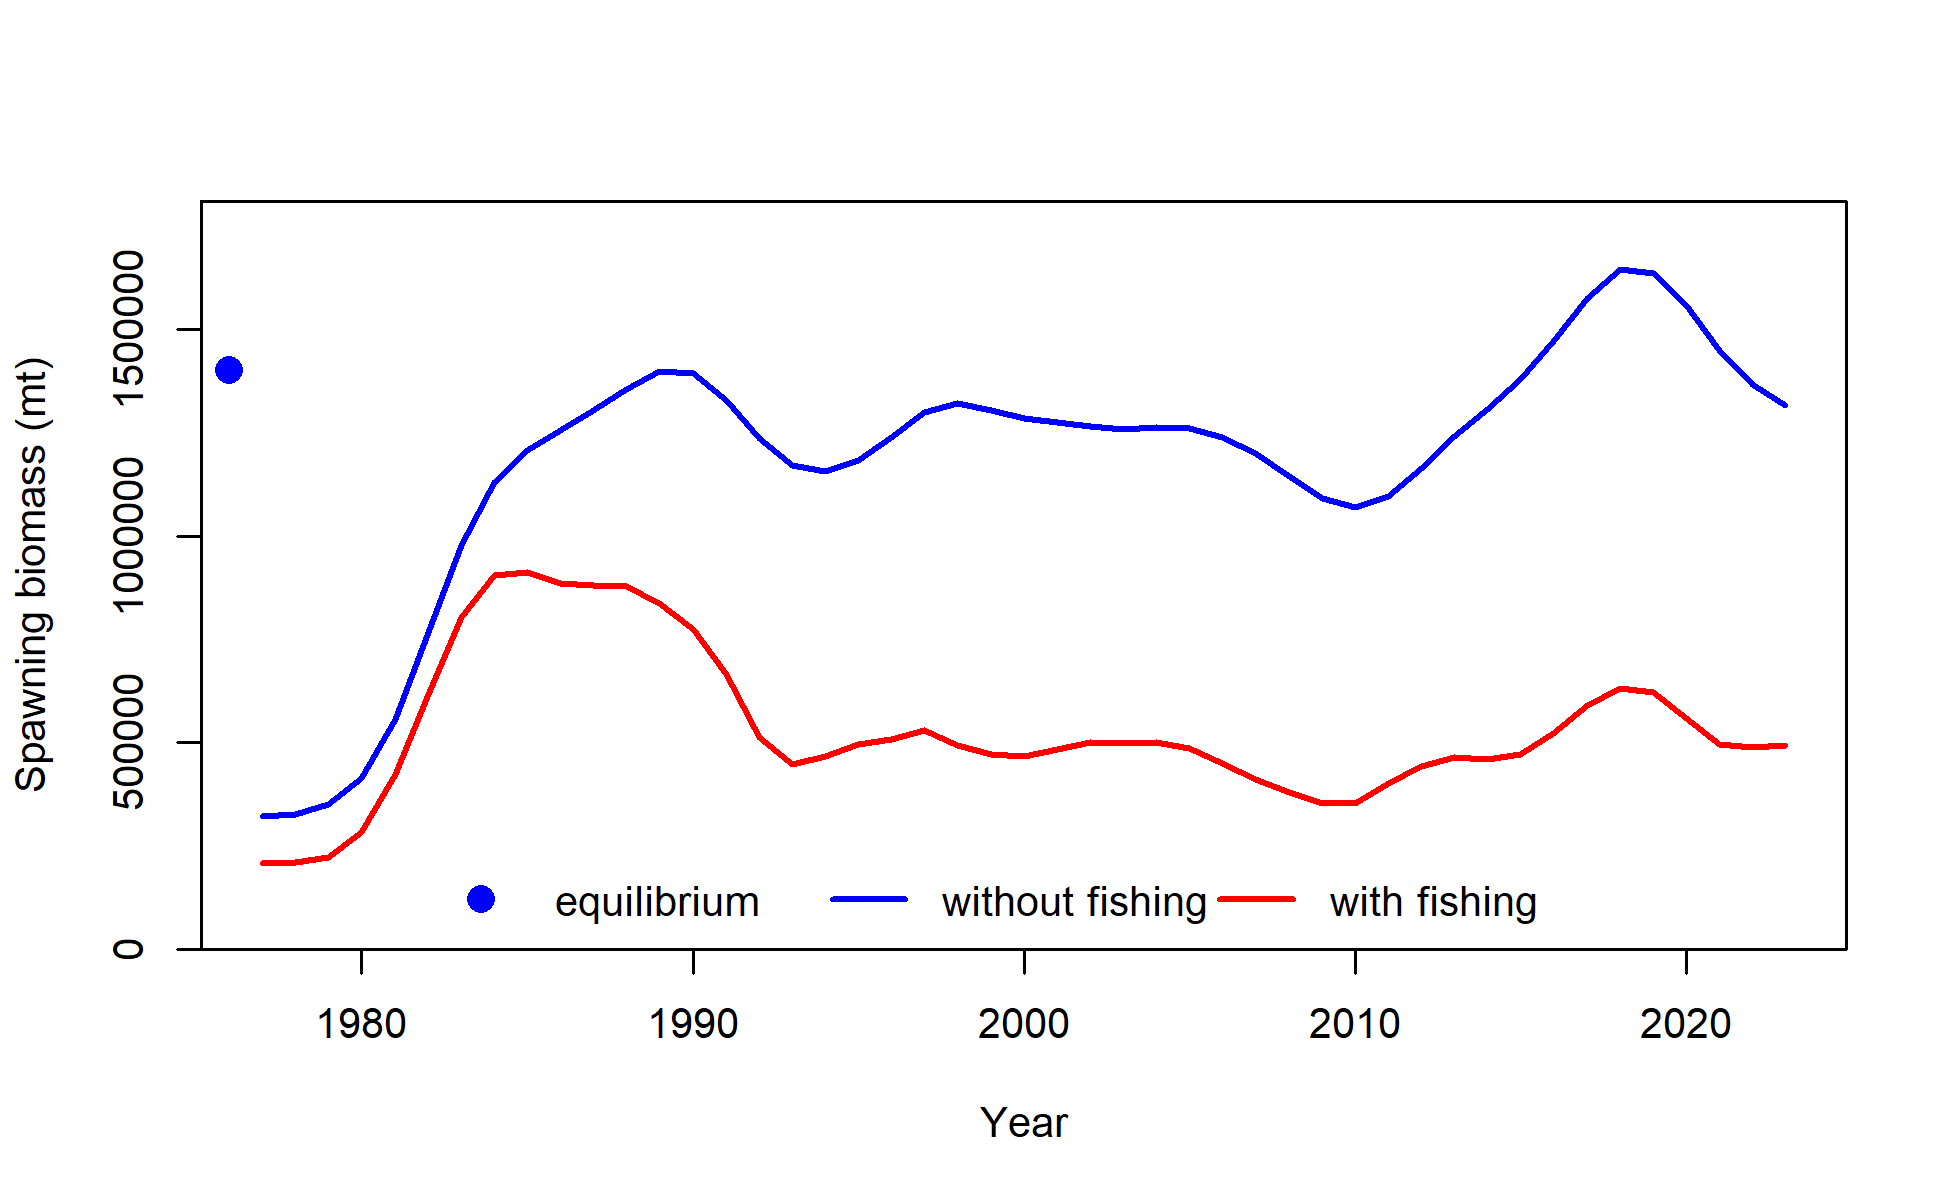 Spawning biomass (mt)
1500000
1000000
500000
0
equilibrium without fishing with fishing
1980 1990 2000 2010 2020
Year